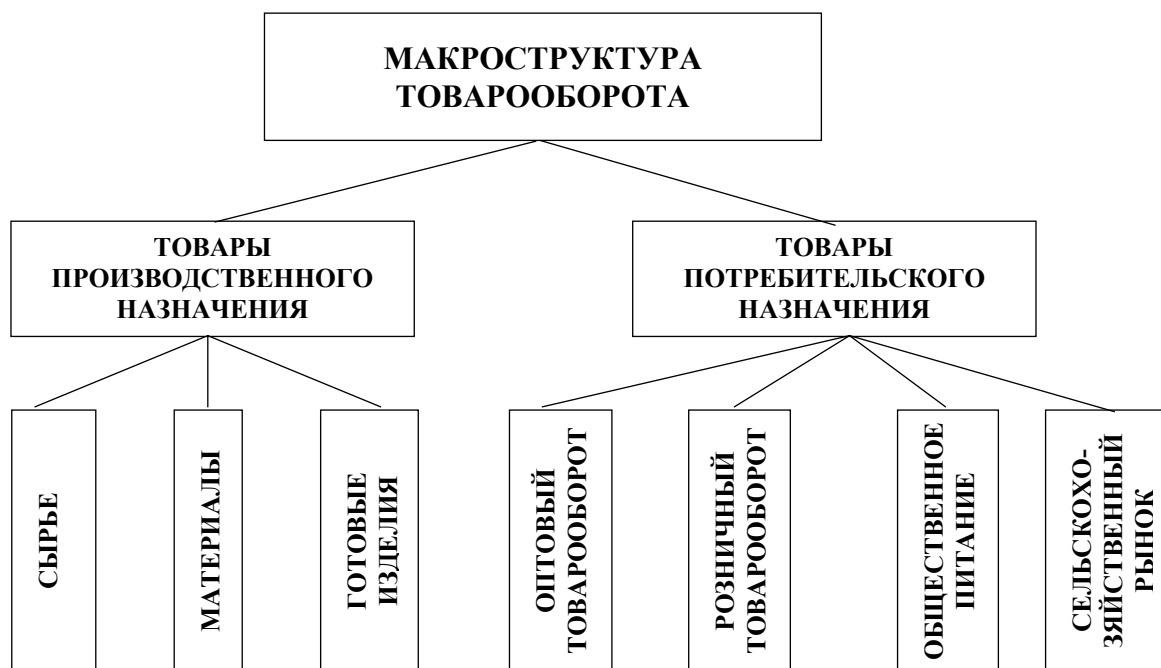 МАКРОСТРУКТУРА
ТОВАРООБОРОТА
ТОВАРЫ
ПРОИЗВОДСТВЕННОГО
НАЗНАЧЕНИЯ
ТОВАРЫ
ПОТРЕБИТЕЛЬСКОГО
НАЗНАЧЕНИЯ
СЫРЬЕ
МАТЕРИАЛЫ
ГОТОВЫЕ
ИЗДЕЛИЯ
ОПТОВЫЙ
ТОВАРООБОРОТ
РОЗНИЧНЫЙ
ТОВАРООБОРОТ
ОБЩЕСТВЕННОЕ
ПИТАНИЕ
СЕЛЬСКОХО-
ЗЯЙСТВЕННЫЙ
РЫНОК